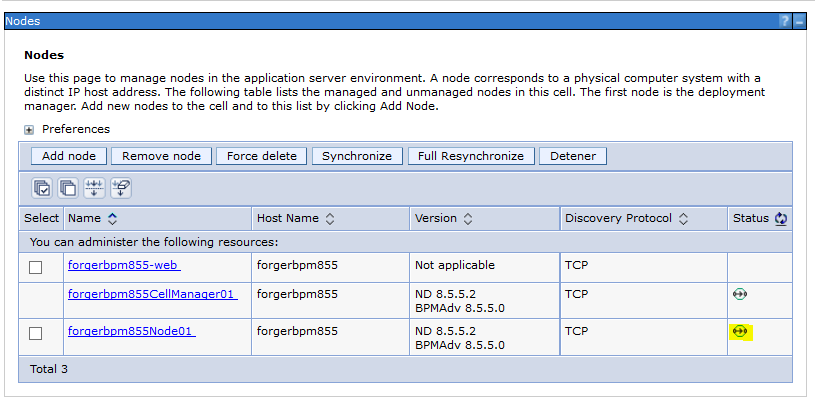 Nodes ? -
Nodes
Use this page to manage nodes in the application server environment. A node corresponds to a physical computer system with a
distinct IP host address. The following table lists the managed and unmanaged nodes in this cell. The first node is the deployment
manager. Add new nodes to the cell and to this list by clicking Add Node.
+ Preferences
Add node Remove node Force delete Synchronize Full Resynchronize Detener
Select Name Host Name Version Discovery Protocol Status
You can administer the following resources:
forgerbpm855-web forgerbpm855 Not applicable TCP
forgerbpm855CellManager01 forgerbpm855 ND 8.5.5.2 TCP
BPMAdv 8.5.5.0
forgerbpm855Node01 forgerbpm855 ND 8.5.5.2 TCP
BPMAdv 8.5.5.0
Total 3